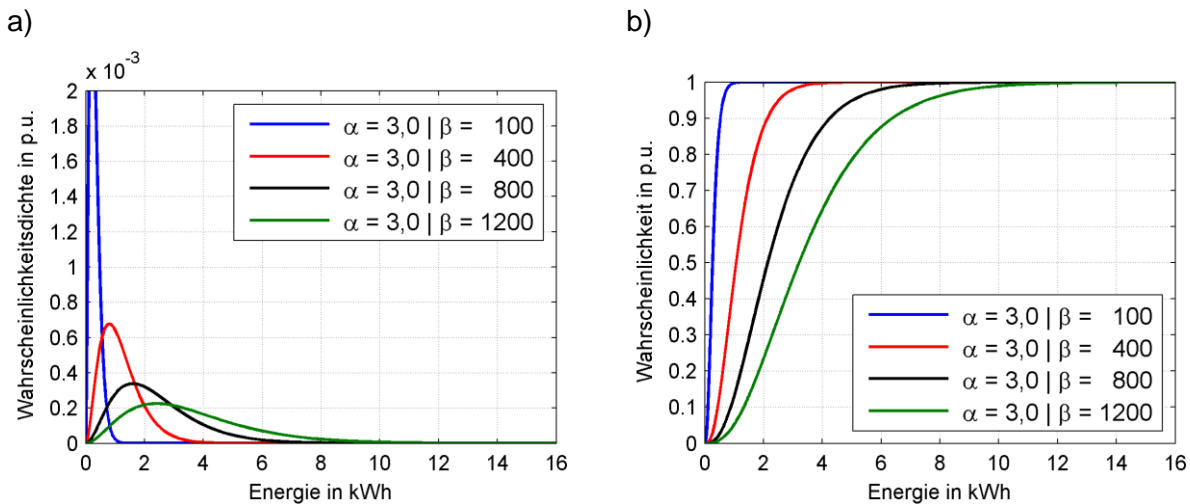 a)
x 10⁻³
Wahrscheinlichkeitsdichte in p.u.
2
1.8
1.6
1.4
1.2
1
0.8
0.6
0.4
0.2
0
α = 3,0 | β = 100
α = 3,0 | β = 400
α = 3,0 | β = 800
α = 3,0 | β = 1200
0 2 4 6 8 10 12 14 16
Energie in kWh
b)
Wahrscheinlichkeit in p.u.
1
0.9
0.8
0.7
0.6
0.5
0.4
0.3
0.2
0.1
0
α = 3,0 | β = 100
α = 3,0 | β = 400
α = 3,0 | β = 800
α = 3,0 | β = 1200
0 2 4 6 8 10 12 14 16
Energie in kWh